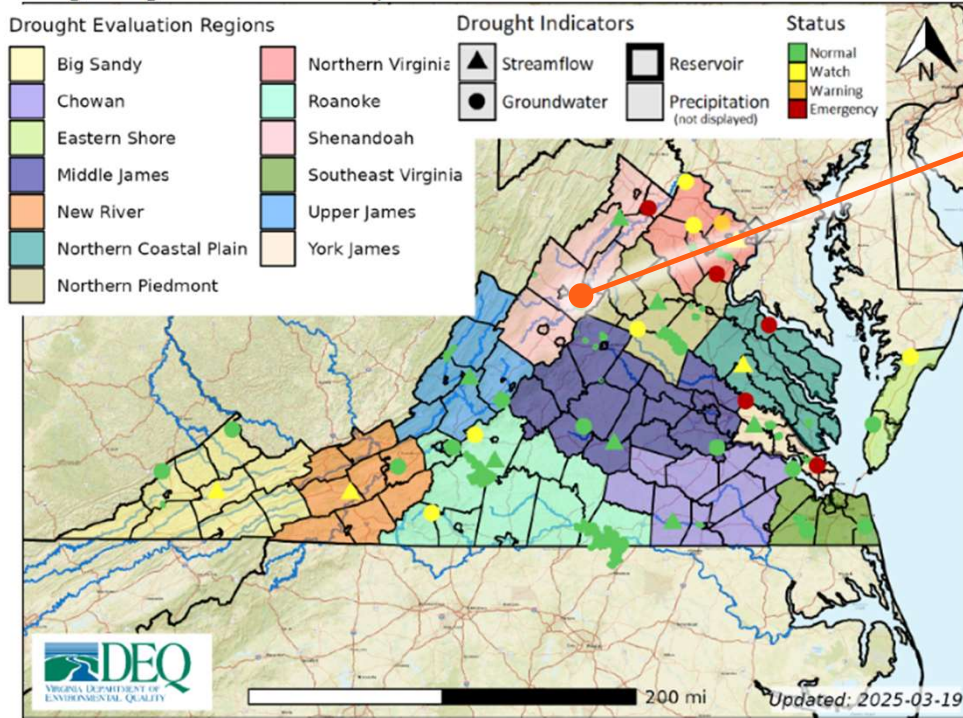 Drought Evaluation Regions
Big Sandy
Chowan
Eastern Shore
Middle James
New River
Northern Coastal Plain
Northern Piedmont
Northern Virginia
Roanoke
Shenandoah
Southeast Virginia
Upper James
York James
Drought Indicators
Streamflow
Groundwater
Reservoir
Precipitation
(not displayed)
Status
Normal
Watch
Warning
Emergency
N
DEQ
VIRGINIA DEPARTMENT OF
ENVIRONMENTAL QUALITY
200 mi
Updated: 2025-03-19